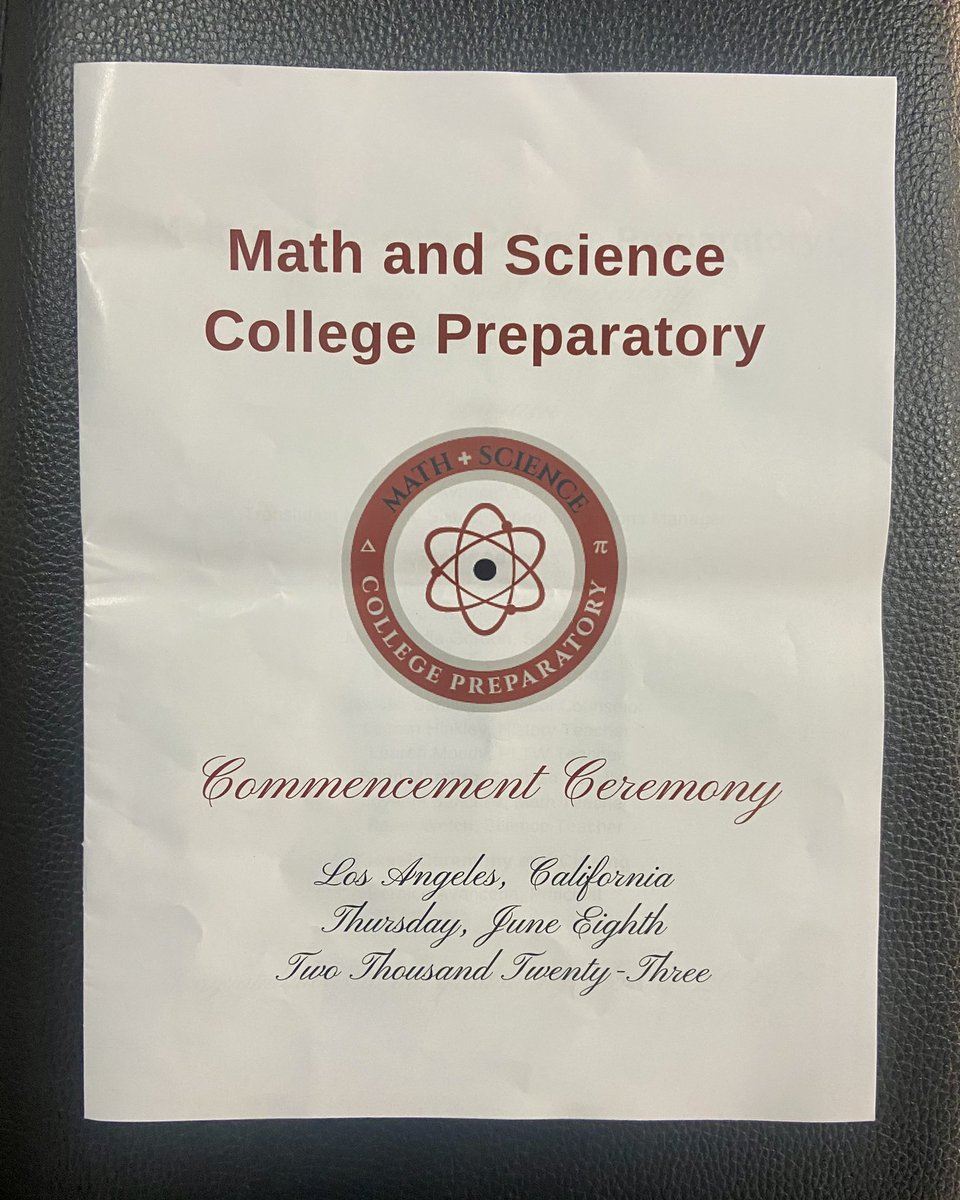 Math and Science
College Preparatory
MATH + SCIENCE
Δ π
COLLEGE PREPARATORY
Commencement Ceremony
Los Angeles, California
Thursday, June Eighth
Two Thousand Twenty-Three